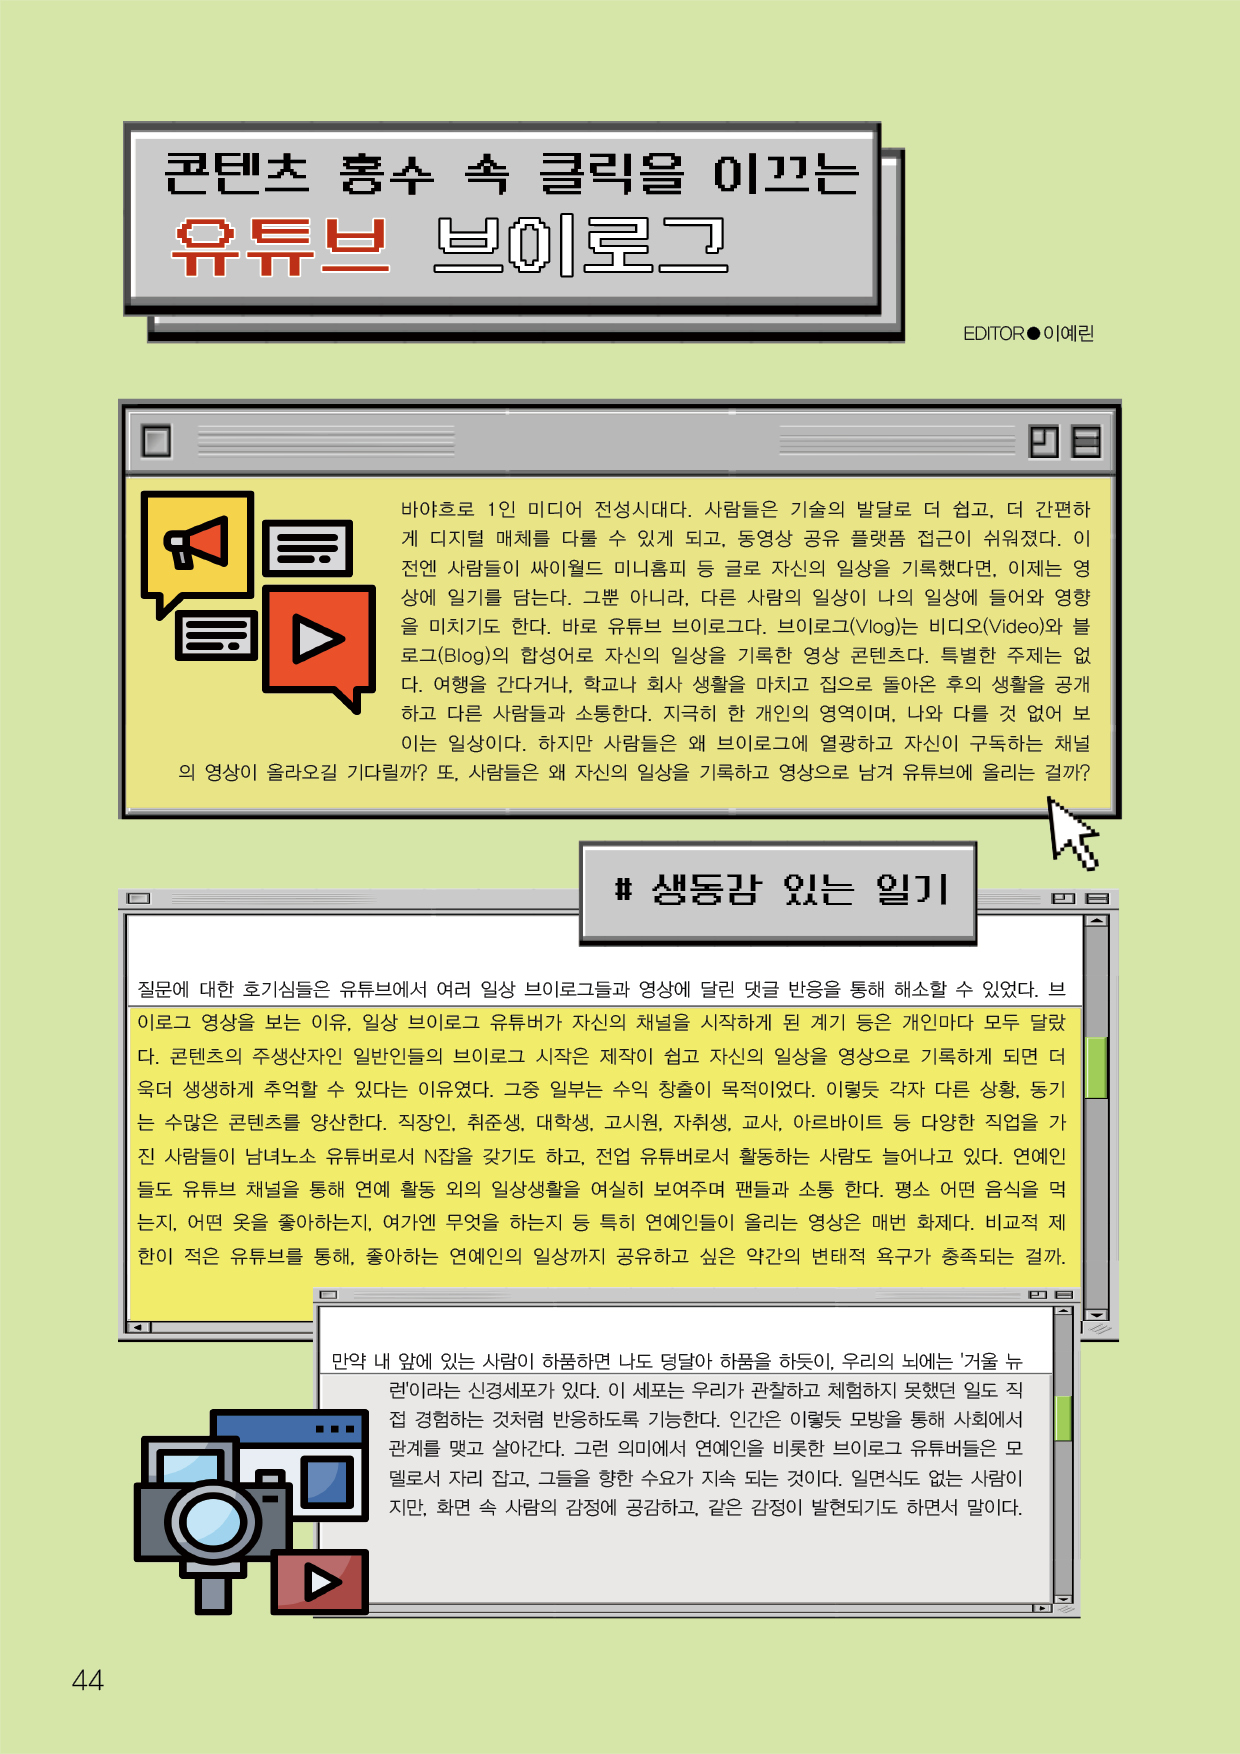 콘텐츠 홍수 속 클릭을 이끄는
유튜브 브이로그
EDITOR●이예린
바야흐로 1인 미디어 전성시대다. 사람들은 기술의 발달로 더 쉽고, 더 간편하
게 디지털 매체를 다룰 수 있게 되고, 동영상 공유 플랫폼 접근이 쉬워졌다. 이
전엔 사람들이 싸이월드 미니홈피 등 글로 자신의 일상을 기록했다면, 이제는 영
상에 일기를 담는다. 그뿐 아니라, 다른 사람의 일상이 나의 일상에 들어와 영향
을 미치기도 한다. 바로 유튜브 브이로그다. 브이로그(Vlog)는 비디오(Video)와 블
로그(Blog)의 합성어로 자신의 일상을 기록한 영상 콘텐츠다. 특별한 주제는 없
다. 여행을 간다거나, 학교나 회사 생활을 마치고 집으로 돌아온 후의 생활을 공개
하고 다른 사람들과 소통한다. 지극히 한 개인의 영역이며, 나와 다를 것 없어 보
이는 일상이다. 하지만 사람들은 왜 브이로그에 열광하고 자신이 구독하는 채널
의 영상이 올라오길 기다릴까? 또, 사람들은 왜 자신의 일상을 기록하고 영상으로 남겨 유튜브에 올리는 걸까?
# 생동감 있는 일기
질문에 대한 호기심들은 유튜브에서 여러 일상 브이로그들과 영상에 달린 댓글 반응을 통해 해소할 수 있었다. 브
이로그 영상을 보는 이유, 일상 브이로그 유튜버가 자신의 채널을 시작하게 된 계기 등은 개인마다 모두 달랐
다. 콘텐츠의 주생산자인 일반인들의 브이로그 시작은 제작이 쉽고 자신의 일상을 영상으로 기록하게 되면 더
욱더 생생하게 추억할 수 있다는 이유였다. 그중 일부는 수익 창출이 목적이었다. 이렇듯 각자 다른 상황, 동기
는 수많은 콘텐츠를 양산한다. 직장인, 취준생, 대학생, 고시원, 자취생, 교사, 아르바이트 등 다양한 직업을 가
진 사람들이 남녀노소 유튜버로서 N잡을 갖기도 하고, 전업 유튜버로서 활동하는 사람도 늘어나고 있다. 연예인
들도 유튜브 채널을 통해 연예 활동 외의 일상생활을 여실히 보여주며 팬들과 소통 한다. 평소 어떤 음식을 먹
는지, 어떤 옷을 좋아하는지, 여가엔 무엇을 하는지 등 특히 연예인들이 올리는 영상은 매번 화제다. 비교적 제
한이 적은 유튜브를 통해, 좋아하는 연예인의 일상까지 공유하고 싶은 약간의 변태적 욕구가 충족되는 걸까.
만약 내 앞에 있는 사람이 하품하면 나도 덩달아 하품을 하듯이, 우리의 뇌에는 '거울 뉴
런'이라는 신경세포가 있다. 이 세포는 우리가 관찰하고 체험하지 못했던 일도 직
접 경험하는 것처럼 반응하도록 기능한다. 인간은 이렇듯 모방을 통해 사회에서
관계를 맺고 살아간다. 그런 의미에서 연예인을 비롯한 브이로그 유튜버들은 모
델로서 자리 잡고, 그들을 향한 수요가 지속 되는 것이다. 일면식도 없는 사람이
지만, 화면 속 사람의 감정에 공감하고, 같은 감정이 발현되기도 하면서 말이다.
44